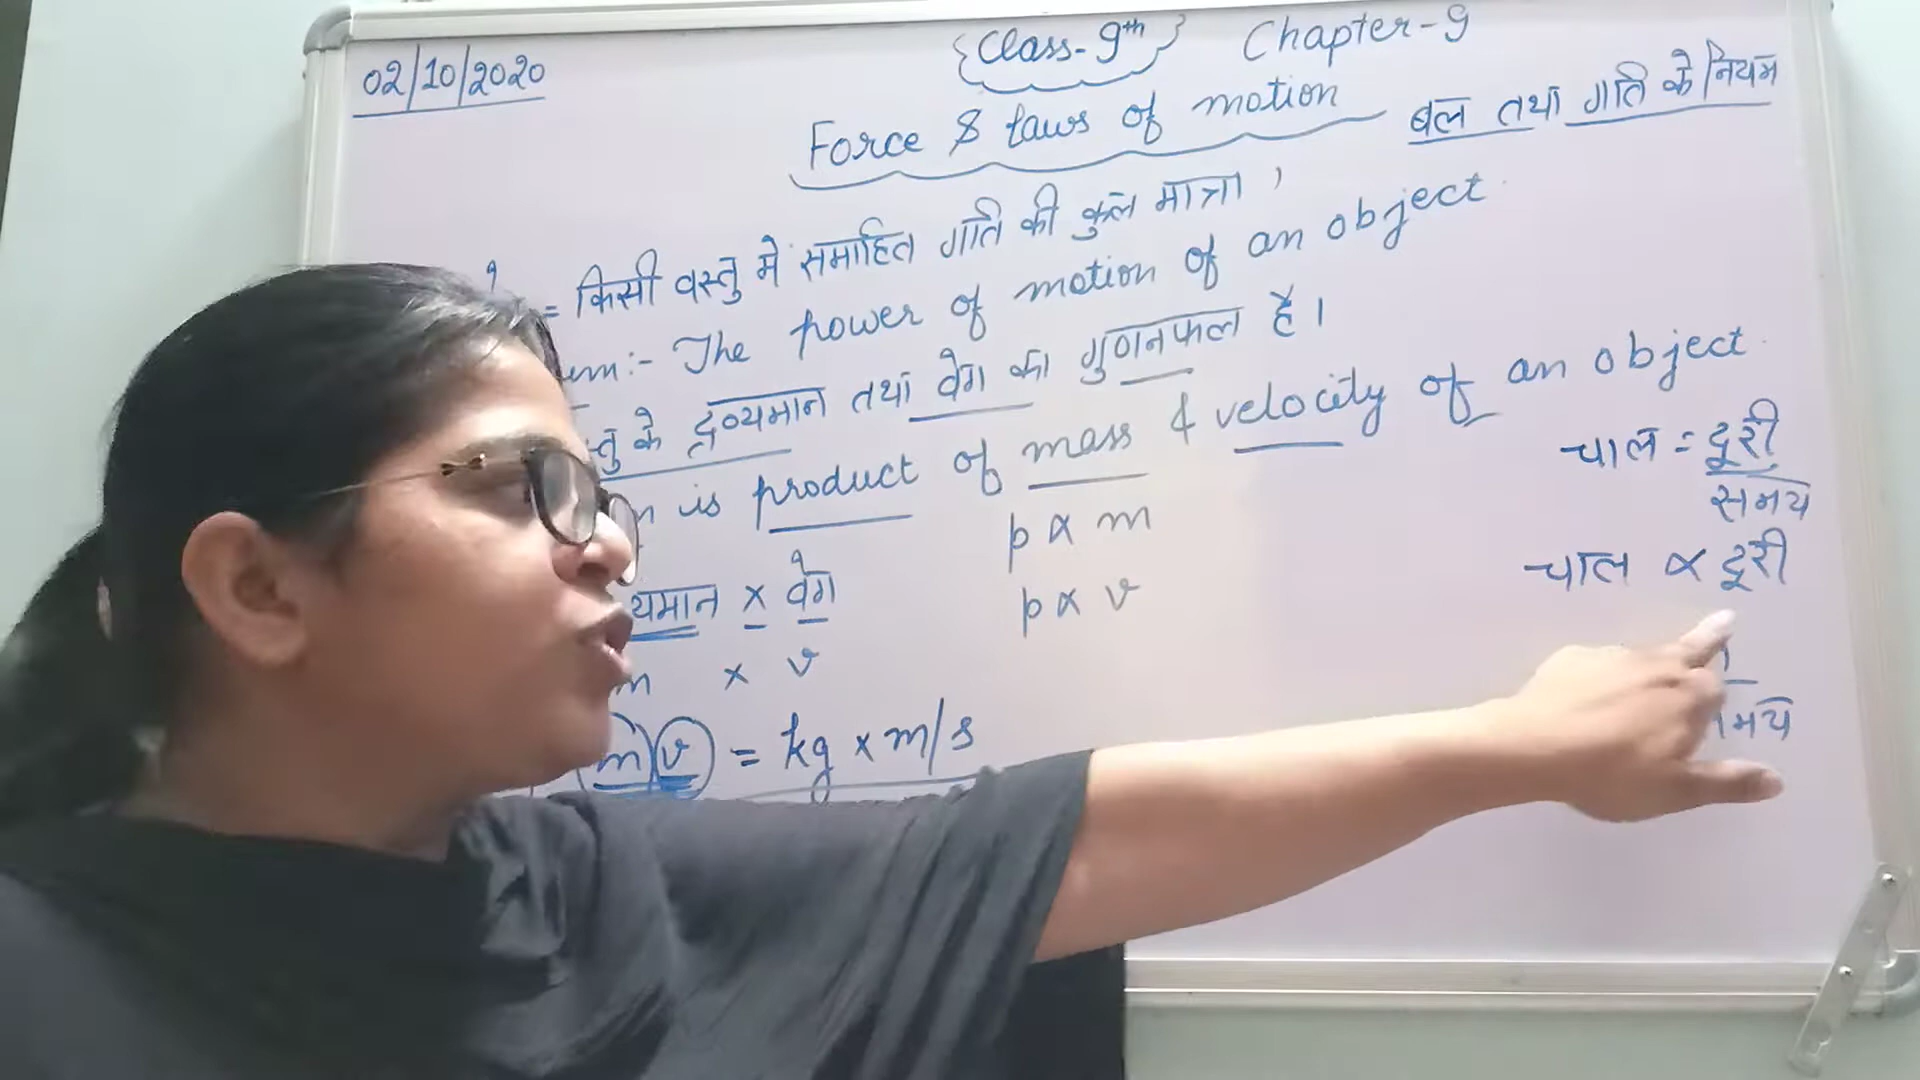 02/10/2020
Class-9th Chapter-9
Force & laws of motion बल तथा गति के नियम
= किसी वस्तु मे समाहित गति की कुल मात्रा,
:- The power of motion of an object
के द्रव्यमान तथा वेग का गुणनफल है।
is product of mass & velocity of an object
चाल = दूरी
समय
p ∝ m
चाल ∝ दूरी
× वेग
p ∝ v
m × v
1
(m)(v) = kg × m/s